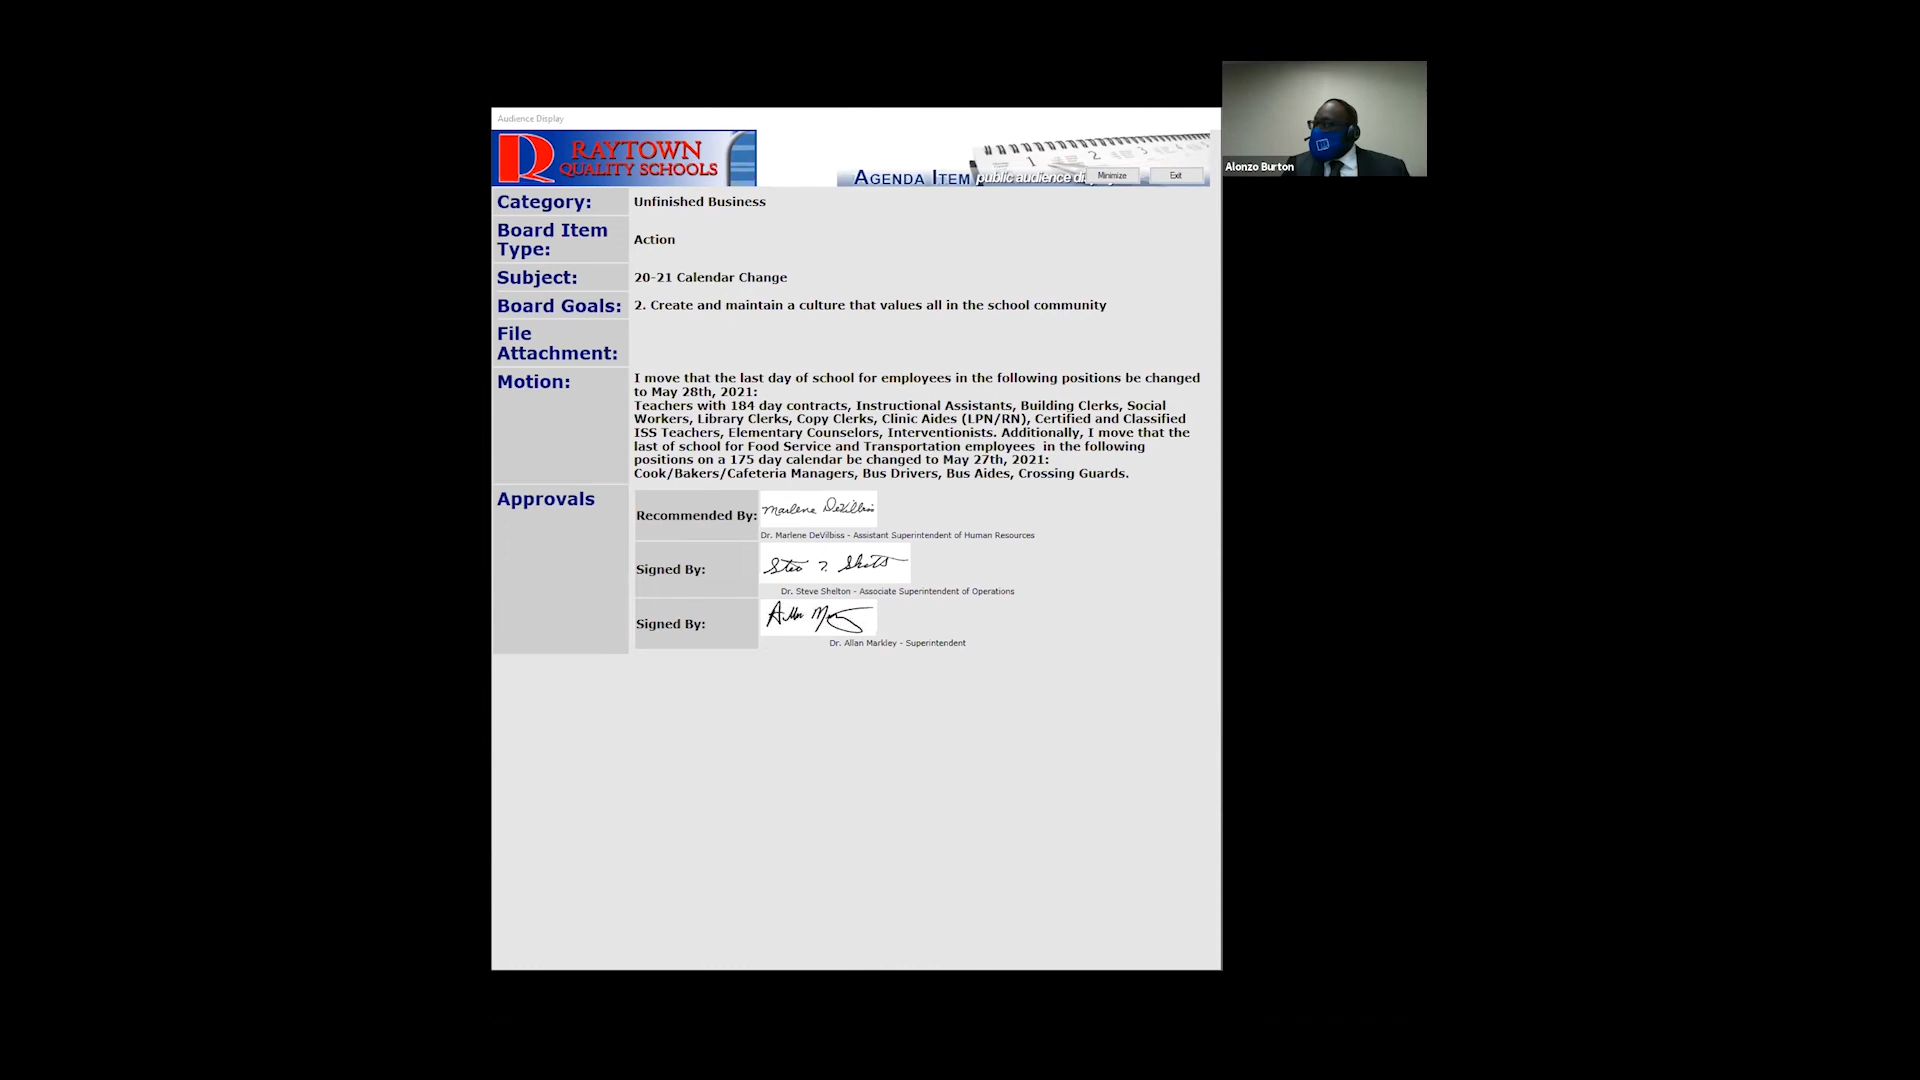 Audience Display
RAYTOWN
QUALITY SCHOOLS
AGENDA ITEM public audience di
1 2 3
Minimize
Exit
Alonzo Burton
Category: Unfinished Business
Board Item
Type: Action
Subject: 20-21 Calendar Change
Board Goals: 2. Create and maintain a culture that values all in the school community
File
Attachment:
Motion: I move that the last day of school for employees in the following positions be changed
to May 28th, 2021:
Teachers with 184 day contracts, Instructional Assistants, Building Clerks, Social
Workers, Library Clerks, Copy Clerks, Clinic Aides (LPN/RN), Certified and Classified
ISS Teachers, Elementary Counselors, Interventionists. Additionally, I move that the
last of school for Food Service and Transportation employees in the following
positions on a 175 day calendar be changed to May 27th, 2021:
Cook/Bakers/Cafeteria Managers, Bus Drivers, Bus Aides, Crossing Guards.
Approvals
Recommended By: Marlene DeVilbiss
Dr. Marlene DeVilbiss - Assistant Superintendent of Human Resources
Signed By:
Dr. Steve Shelton - Associate Superintendent of Operations
Signed By:
Dr. Allan Markley - Superintendent